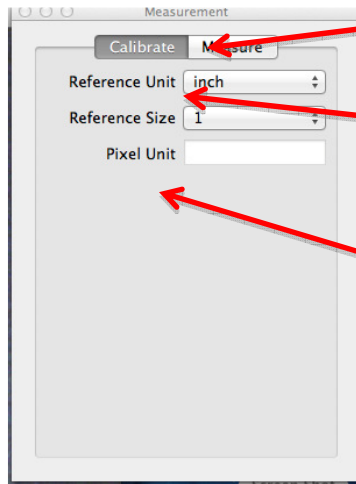 Measurement
Calibrate Measure
Reference Unit inch
Reference Size 1
Pixel Unit